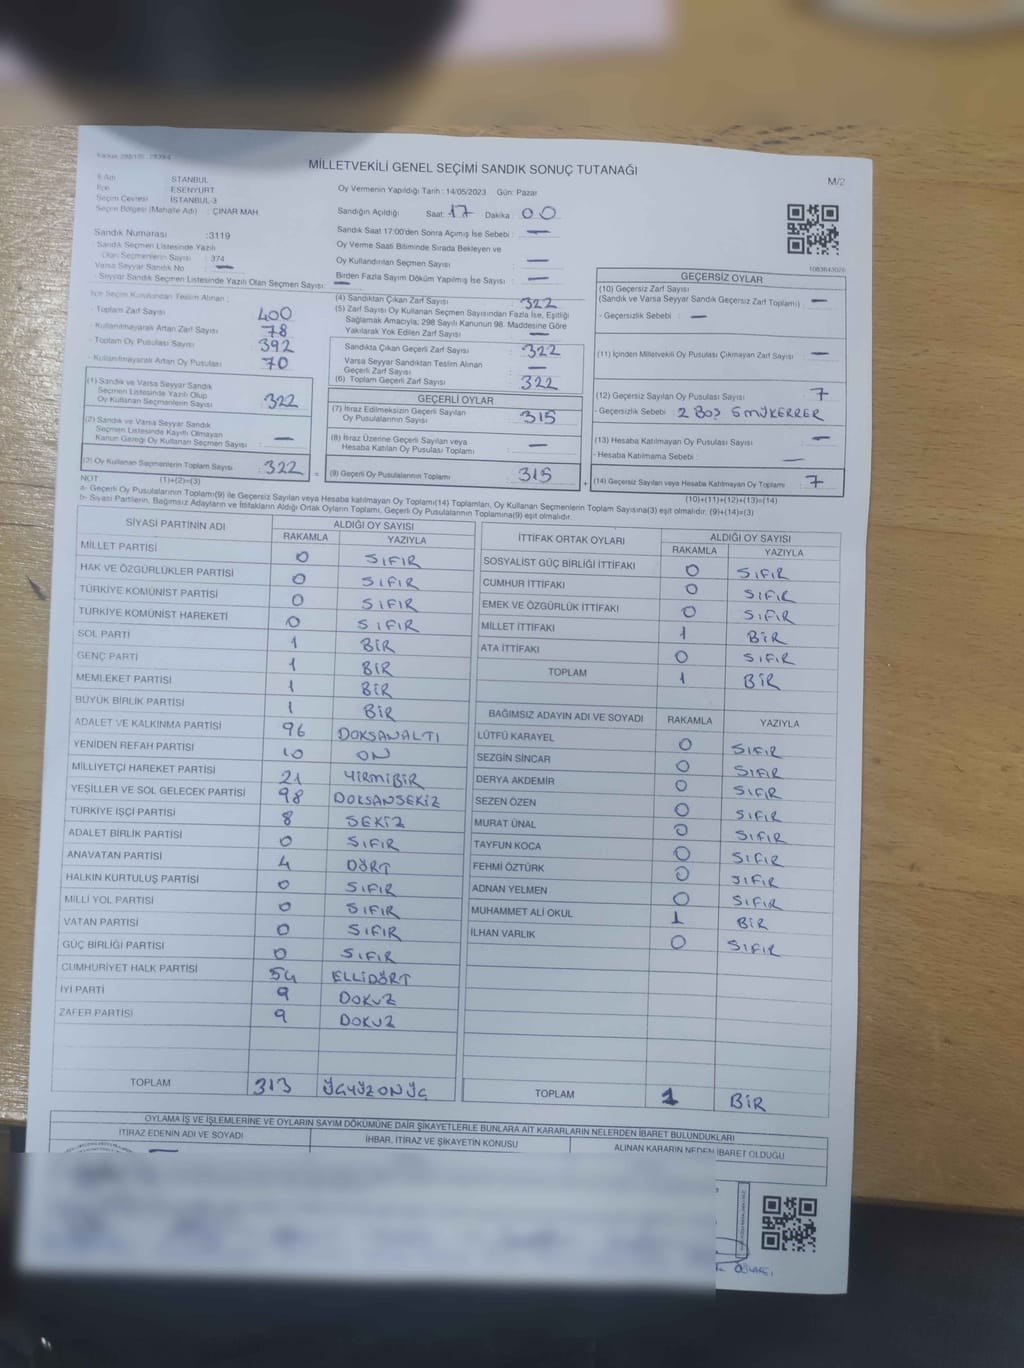 MİLLETVEKİLİ GENEL SEÇİMİ SANDIK SONUÇ TUTANAĞI
M/2
İli Adı : İSTANBUL
İlçe : ESENYURT
Seçim Çevresi : İSTANBUL-3
Seçim Bölgesi (Mahalle Adı) : ÇINAR MAH.
Oy Vermenin Yapıldığı Tarih : 14/05/2023 Gün: Pazar
Sandığın Açıldığı Saat: 17 Dakika : 00
Sandık Saat 17:00'den Sonra Açılmış İse Sebebi : —
Oy Verme Saati Bitiminde Sırada Bekleyen ve
Oy Kullandırılan Seçmen Sayısı : —
Birden Fazla Sayım Döküm Yapılmış İse Sayısı : —
Sandık Numarası :3119
- Sandık Seçmen Listesinde Yazılı
Olan Seçmenlerin Sayısı : 374
Varsa Seyyar Sandık No : —
- Seyyar Sandık Seçmen Listesinde Yazılı Olan Seçmen Sayısı: —
İlçe Seçim Kurulundan Teslim Alınan :
- Toplam Zarf Sayısı : 400
- Kullanılmayarak Artan Zarf Sayısı : 78
- Toplam Oy Pusulası Sayısı : 392
- Kullanılmayarak Artan Oy Pusulası : 70
(1) Sandık ve Varsa Seyyar Sandık
Seçmen Listesinde Yazılı Olup
Oy Kullanan Seçmenlerin Sayısı : 322
(2) Sandık ve Varsa Seyyar Sandık
Seçmen Listesinde Kayıtlı Olmayan
Kanun Gereği Oy Kullanan Seçmen Sayısı : —
(3) Oy Kullanan Seçmenlerin Toplam Sayısı : 322
(1)+(2)=(3)
(4) Sandıktan Çıkan Zarf Sayısı : 322
(5) Zarf Sayısı Oy Kullanan Seçmen Sayısından Fazla İse, Eşitliği
Sağlamak Amacıyla; 298 Sayılı Kanunun 98. Maddesine Göre
Yakılarak Yok Edilen Zarf Sayısı : —
Sandıkta Çıkan Geçerli Zarf Sayısı : 322
Varsa Seyyar Sandıktan Teslim Alınan
Geçerli Zarf Sayısı : —
(6) Toplam Geçerli Zarf Sayısı : 322
GEÇERLİ OYLAR
(7) İtiraz Edilmeksizin Geçerli Sayılan
Oy Pusulalarının Sayısı : 315
(8) İtiraz Üzerine Geçerli Sayılan veya
Hesaba Katılan Oy Pusulası Toplamı : —
= (9) Geçerli Oy Pusulalarının Toplamı : 315
1083643026
GEÇERSİZ OYLAR
(10) Geçersiz Zarf Sayısı
(Sandık ve Varsa Seyyar Sandık Geçersiz Zarf Toplamı) : —
- Geçersizlik Sebebi : —
(11) İçinden Milletvekili Oy Pusulası Çıkmayan Zarf Sayısı : —
(12) Geçersiz Sayılan Oy Pusulası Sayısı : 7
- Geçersizlik Sebebi : 2 BOŞ 5 MÜKERRER
(13) Hesaba Katılmayan Oy Pusulası Sayısı : —
- Hesaba Katılmama Sebebi : —
+ (14) Geçersiz Sayılan veya Hesaba Katılmayan Oy Toplamı : 7
(10)+(11)+(12)+(13)=(14)
NOT :
a- Geçerli Oy Pusulalarının Toplamı(9) ile Geçersiz Sayılan veya Hesaba katılmayan Oy Toplamı(14) Toplamları, Oy Kullanan Seçmenlerin Toplam Sayısına(3) eşit olmalıdır. (9)+(14)=(3)
b- Siyasi Partilerin, Bağımsız Adayların ve İttifakların Aldığı Ortak Oyların Toplamı, Geçerli Oy Pusulalarının Toplamına(9) eşit olmalıdır.
SİYASİ PARTİNİN ADI ALDIĞI OY SAYISI
RAKAMLA YAZIYLA
MİLLET PARTİSİ 0 SIFIR
HAK VE ÖZGÜRLÜKLER PARTİSİ 0 SIFIR
TÜRKİYE KOMÜNİST PARTİSİ 0 SIFIR
TÜRKİYE KOMÜNİST HAREKETİ 0 SIFIR
SOL PARTİ 1 BİR
GENÇ PARTİ 1 BİR
MEMLEKET PARTİSİ 1 BİR
BÜYÜK BİRLİK PARTİSİ 1 BİR
ADALET VE KALKINMA PARTİSİ 96 DOKSANALTI
YENİDEN REFAH PARTİSİ 10 ON
MİLLİYETÇİ HAREKET PARTİSİ 21 YİRMİBİR
YEŞİLLER VE SOL GELECEK PARTİSİ 98 DOKSANSEKİZ
TÜRKİYE İŞÇİ PARTİSİ 8 SEKİZ
ADALET BİRLİK PARTİSİ 0 SIFIR
ANAVATAN PARTİSİ 4 DÖRT
HALKIN KURTULUŞ PARTİSİ 0 SIFIR
MİLLİ YOL PARTİSİ 0 SIFIR
VATAN PARTİSİ 0 SIFIR
GÜÇ BİRLİĞİ PARTİSİ 0 SIFIR
CUMHURİYET HALK PARTİSİ 54 ELLİDÖRT
İYİ PARTİ 9 DOKUZ
ZAFER PARTİSİ 9 DOKUZ
TOPLAM 313 ÜÇYÜZONÜÇ
İTTİFAK ORTAK OYLARI ALDIĞI OY SAYISI
RAKAMLA YAZIYLA
SOSYALİST GÜÇ BİRLİĞİ İTTİFAKI 0 SIFIR
CUMHUR İTTİFAKI 0 SIFIR
EMEK VE ÖZGÜRLÜK İTTİFAKI 0 SIFIR
MİLLET İTTİFAKI 1 BİR
ATA İTTİFAKI 0 SIFIR
TOPLAM 1 BİR
BAĞIMSIZ ADAYIN ADI VE SOYADI RAKAMLA YAZIYLA
LÜTFÜ KARAYEL 0 SIFIR
SEZGİN SİNCAR 0 SIFIR
DERYA AKDEMİR 0 SIFIR
SEZEN ÖZEN 0 SIFIR
MURAT ÜNAL 0 SIFIR
TAYFUN KOCA 0 SIFIR
FEHMİ ÖZTÜRK 0 SIFIR
ADNAN YELMEN 0 SIFIR
MUHAMMET ALİ OKUL 1 BİR
İLHAN VARLIK 0 SIFIR
TOPLAM 1 BİR
OYLAMA İŞ VE İŞLEMLERİNE VE OYLARIN SAYIM DÖKÜMÜNE DAİR ŞİKAYETLERLE BUNLARA AİT KARARLARIN NELERDEN İBARET BULUNDUKLARI
İTİRAZ EDENİN ADI VE SOYADI İHBAR, İTİRAZ VE ŞİKAYETİN KONUSU ALINAN KARARIN NEDEN İBARET OLDUĞU